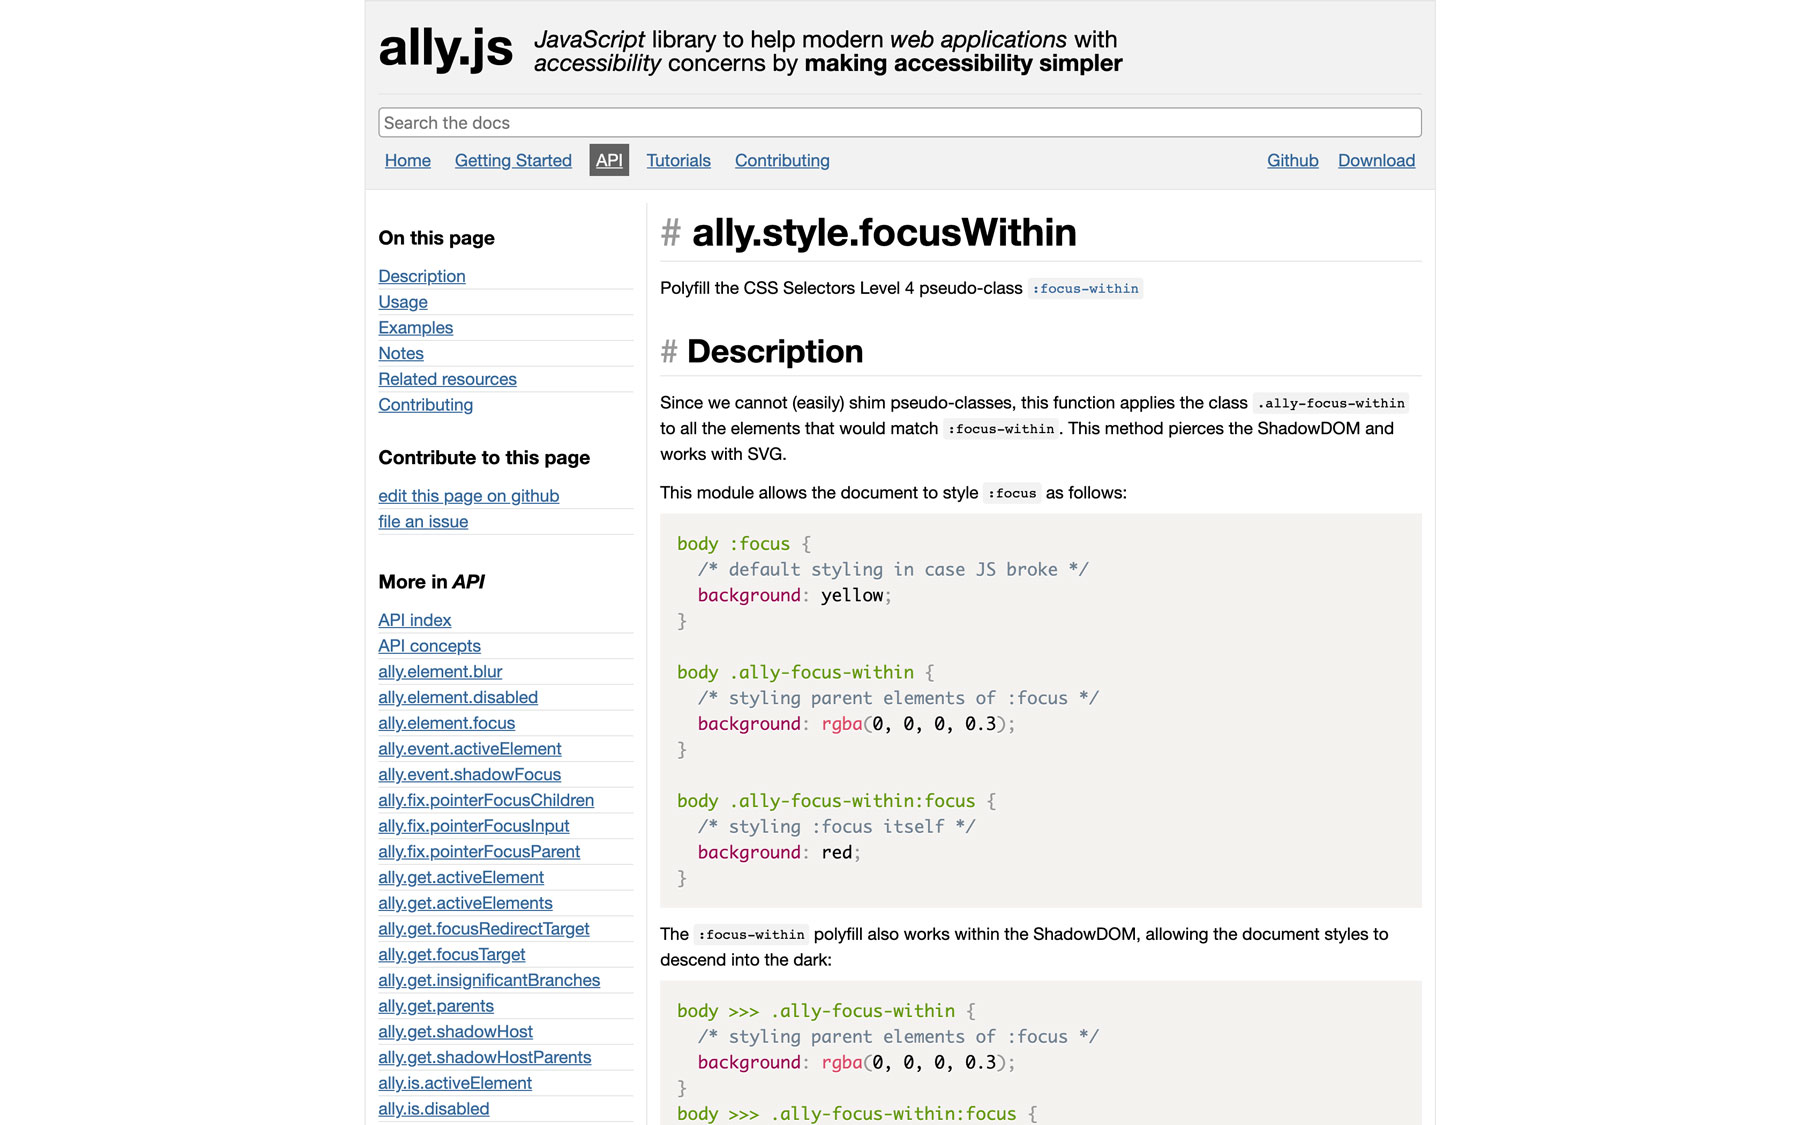 ally.js
JavaScript library to help modern web applications with
accessibility concerns by making accessibility simpler
Search the docs
Home Getting Started API Tutorials Contributing Github Download
On this page
Description
Usage
Examples
Notes
Related resources
Contributing
Contribute to this page
edit this page on github
file an issue
More in API
API index
API concepts
ally.element.blur
ally.element.disabled
ally.element.focus
ally.event.activeElement
ally.event.shadowFocus
ally.fix.pointerFocusChildren
ally.fix.pointerFocusInput
ally.fix.pointerFocusParent
ally.get.activeElement
ally.get.activeElements
ally.get.focusRedirectTarget
ally.get.focusTarget
ally.get.insignificantBranches
ally.get.parents
ally.get.shadowHost
ally.get.shadowHostParents
ally.is.activeElement
ally.is.disabled
# ally.style.focusWithin
Polyfill the CSS Selectors Level 4 pseudo-class :focus-within
# Description
Since we cannot (easily) shim pseudo-classes, this function applies the class .ally-focus-within
to all the elements that would match :focus-within. This method pierces the ShadowDOM and
works with SVG.
This module allows the document to style :focus as follows:
body :focus {
  /* default styling in case JS broke */
  background: yellow;
}
body .ally-focus-within {
  /* styling parent elements of :focus */
  background: rgba(0, 0, 0, 0.3);
}
body .ally-focus-within:focus {
  /* styling :focus itself */
  background: red;
}
The :focus-within polyfill also works within the ShadowDOM, allowing the document styles to
descend into the dark:
body >>> .ally-focus-within {
  /* styling parent elements of :focus */
  background: rgba(0, 0, 0, 0.3);
}
body >>> .ally-focus-within:focus {